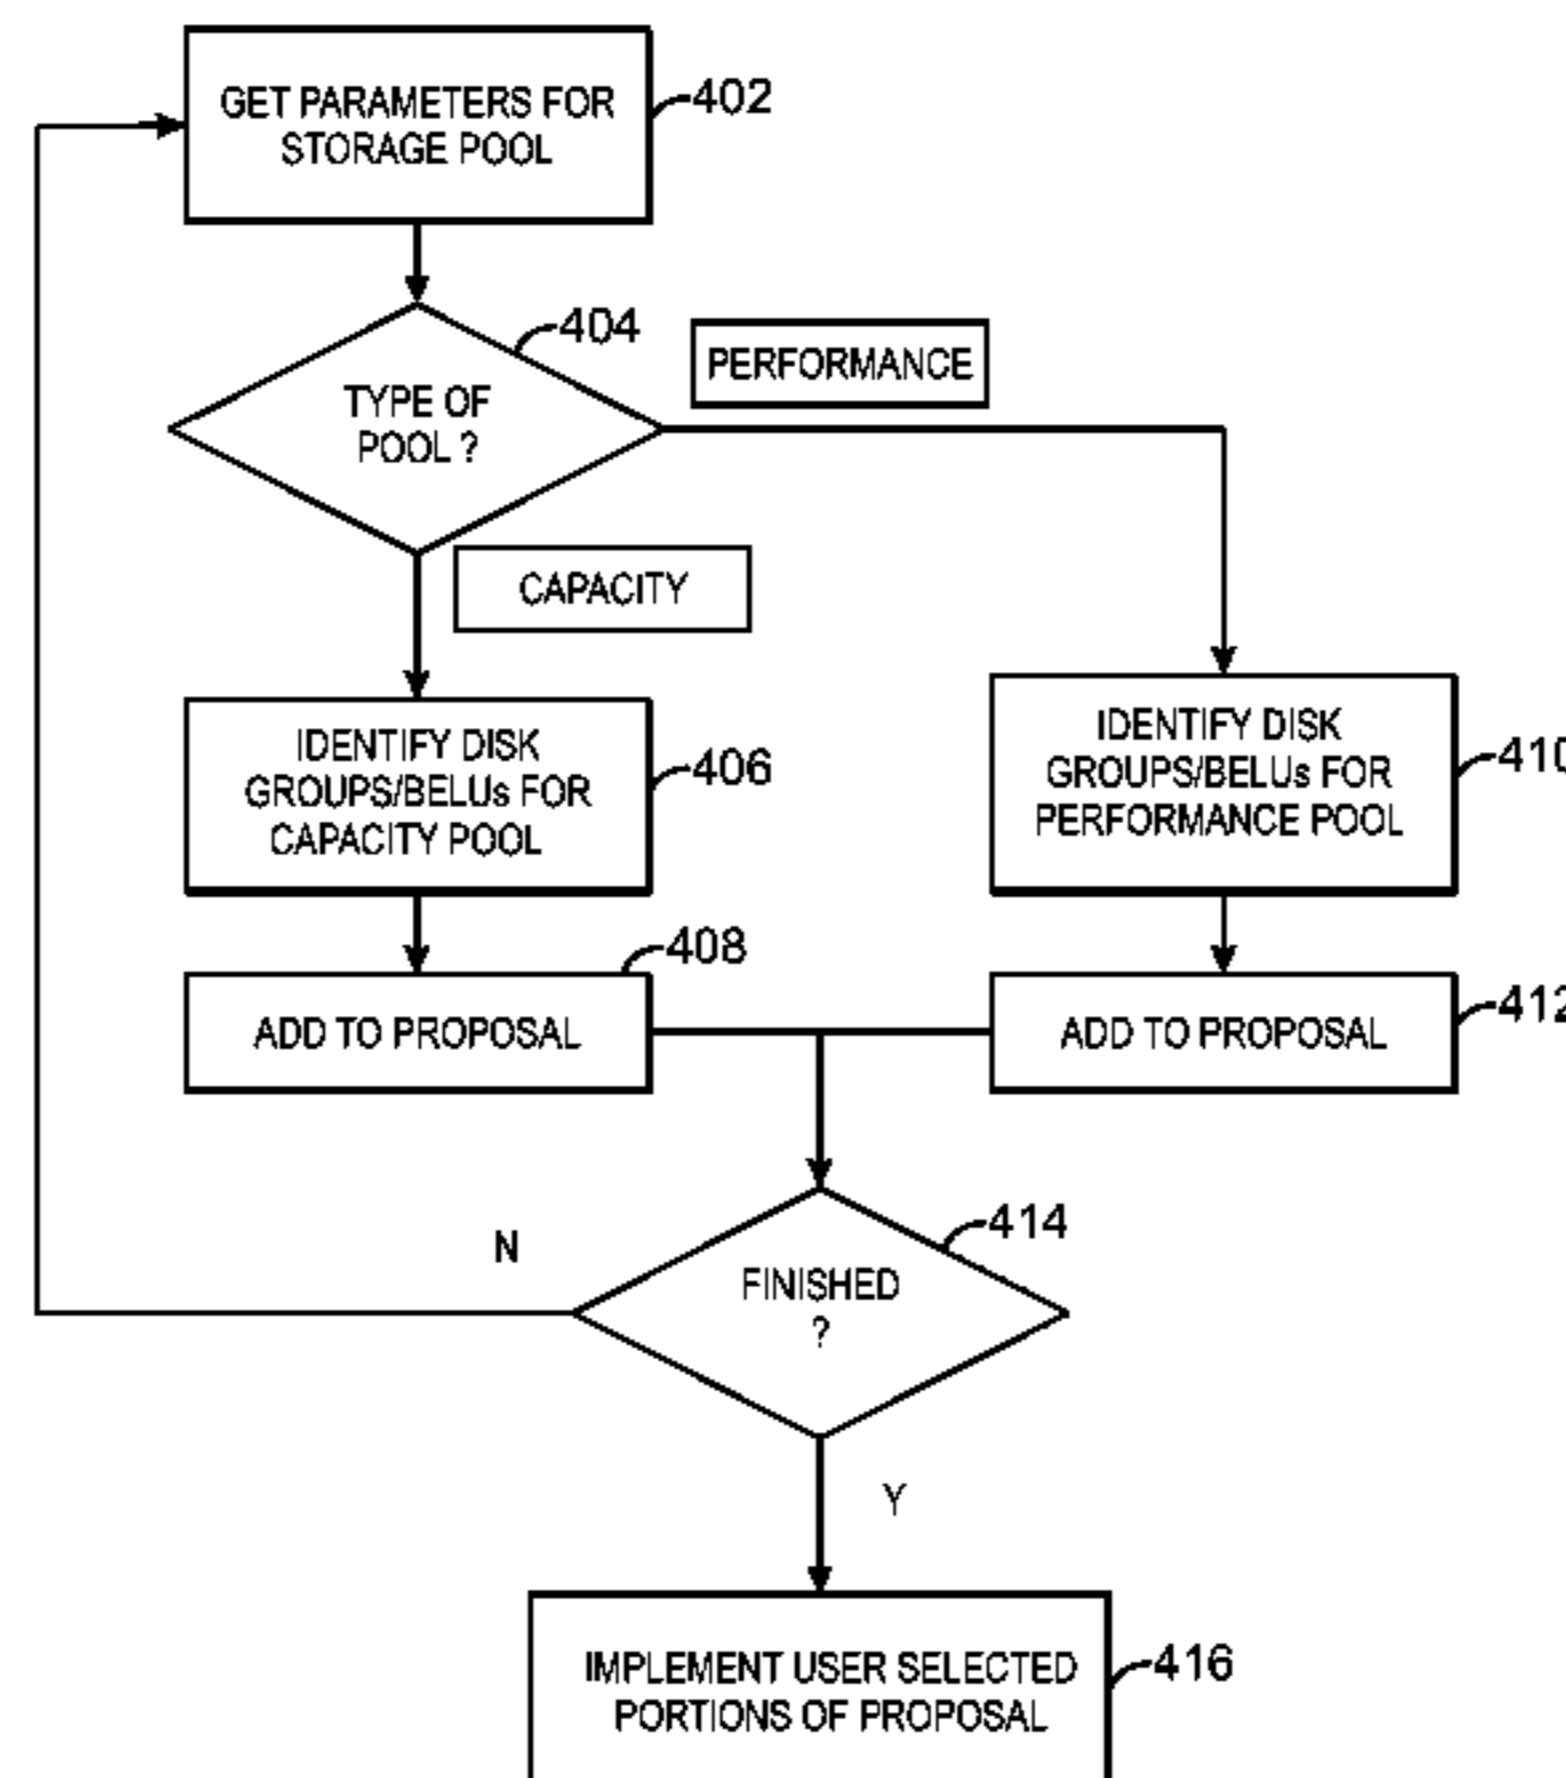 GET PARAMETERS FOR
STORAGE POOL
402
404
TYPE OF
POOL ?
PERFORMANCE
CAPACITY
IDENTIFY DISK
GROUPS/BELUs FOR
CAPACITY POOL
406
IDENTIFY DISK
GROUPS/BELUs FOR
PERFORMANCE POOL
410
408
ADD TO PROPOSAL
ADD TO PROPOSAL
412
414
N
FINISHED
?
Y
IMPLEMENT USER SELECTED
PORTIONS OF PROPOSAL
416